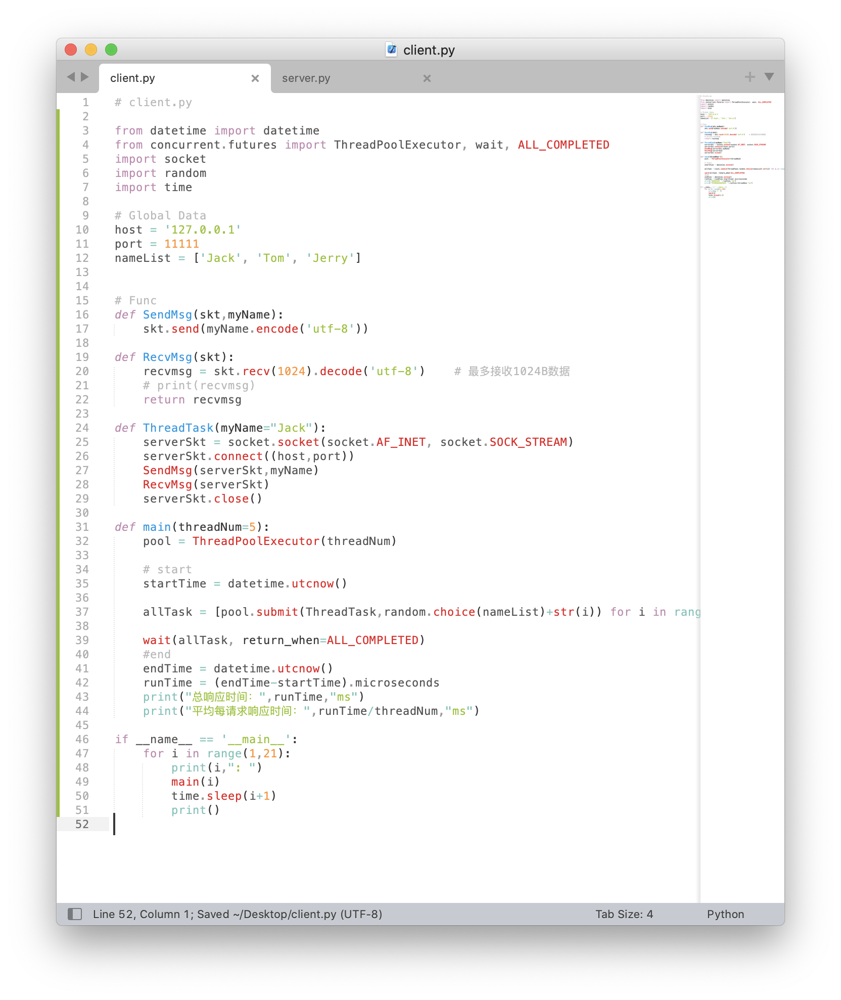 client.py
client.py
server.py
1 # client.py
2
3 from datetime import datetime
4 from concurrent.futures import ThreadPoolExecutor, wait, ALL_COMPLETED
5 import socket
6 import random
7 import time
8
9 # Global Data
10 host = '127.0.0.1'
11 port = 11111
12 nameList = ['Jack', 'Tom', 'Jerry']
13
14
15 # Func
16 def SendMsg(skt,myName):
17     skt.send(myName.encode('utf-8'))
18
19 def RecvMsg(skt):
20     recvmsg = skt.recv(1024).decode('utf-8')    # 最多接收1024B数据
21     # print(recvmsg)
22     return recvmsg
23
24 def ThreadTask(myName="Jack"):
25     serverSkt = socket.socket(socket.AF_INET, socket.SOCK_STREAM)
26     serverSkt.connect((host,port))
27     SendMsg(serverSkt,myName)
28     RecvMsg(serverSkt)
29     serverSkt.close()
30
31 def main(threadNum=5):
32     pool = ThreadPoolExecutor(threadNum)
33
34     # start
35     startTime = datetime.utcnow()
36
37     allTask = [pool.submit(ThreadTask,random.choice(nameList)+str(i)) for i in rang
38
39     wait(allTask, return_when=ALL_COMPLETED)
40     #end
41     endTime = datetime.utcnow()
42     runTime = (endTime-startTime).microseconds
43     print("总响应时间：",runTime,"ms")
44     print("平均每请求响应时间：",runTime/threadNum,"ms")
45
46 if __name__ == '__main__':
47     for i in range(1,21):
48         print(i,": ")
49         main(i)
50         time.sleep(i+1)
51         print()
52
Line 52, Column 1; Saved ~/Desktop/client.py (UTF-8)
Tab Size: 4
Python